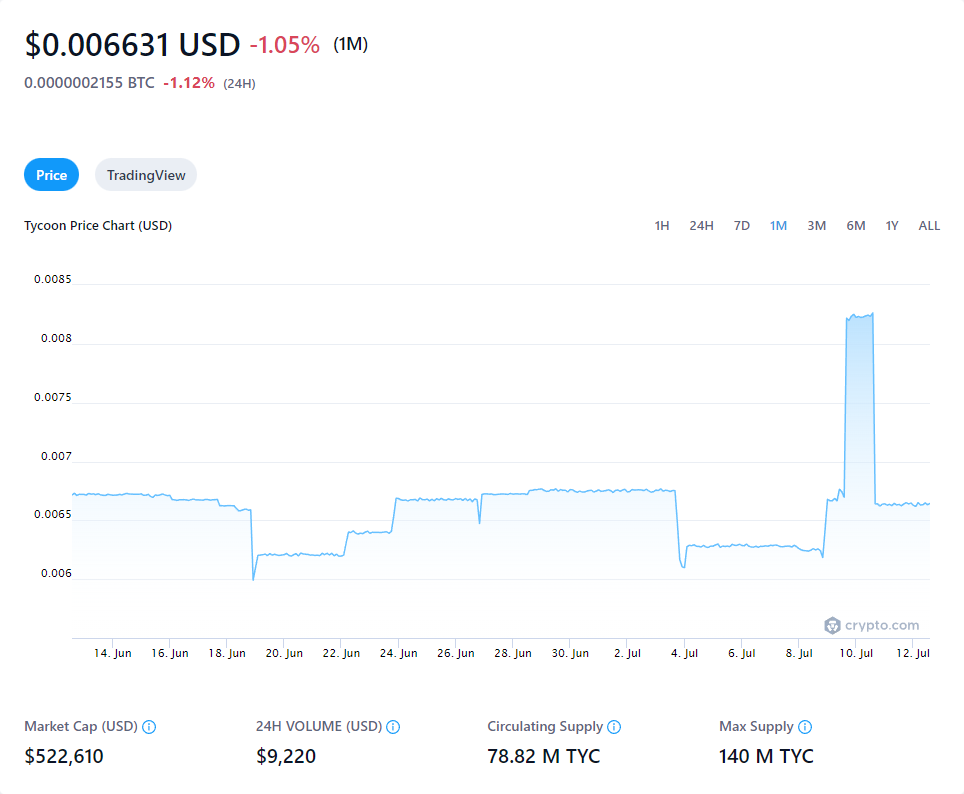 $0.006631 USD -1.05% (1M)
0.0000002155 BTC -1.12% (24H)
Price TradingView
Tycoon Price Chart (USD) 1H 24H 7D 1M 3M 6M 1Y ALL
0.0085
0.008
0.0075
0.007
0.0065
0.006
crypto.com
14. Jun 16. Jun 18. Jun 20. Jun 22. Jun 24. Jun 26. Jun 28. Jun 30. Jun 2. Jul 4. Jul 6. Jul 8. Jul 10. Jul 12. Jul
Market Cap (USD) 24H VOLUME (USD) Circulating Supply Max Supply
$522,610 $9,220 78.82 M TYC 140 M TYC